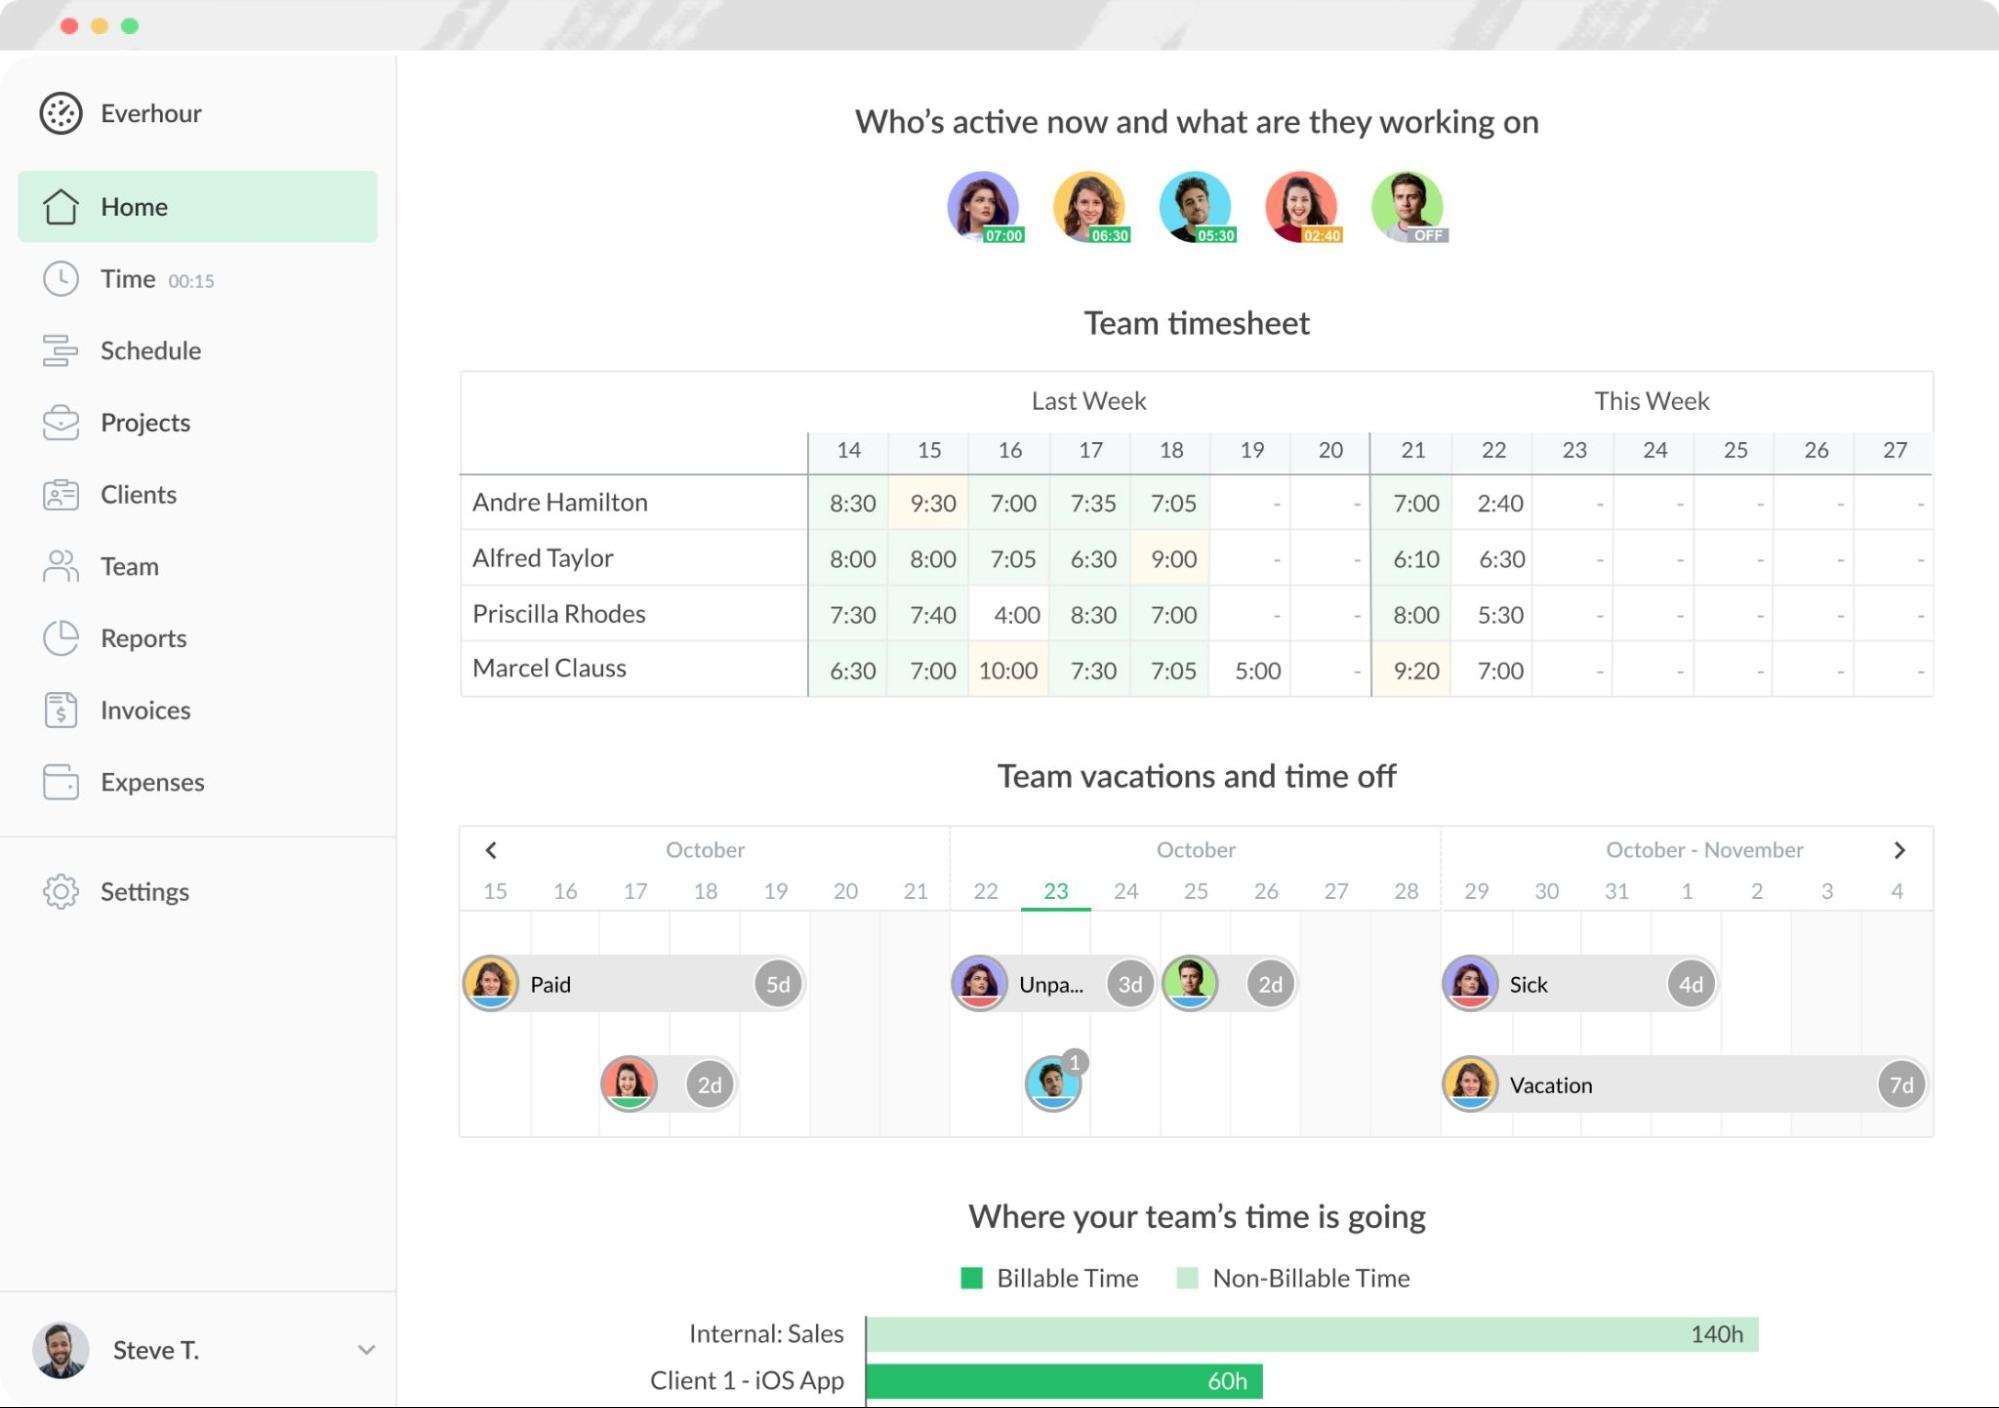 Everhour
Home
Time 00:15
Schedule
Projects
Clients
Team
Reports
Invoices
Expenses
Settings
Steve T.
Who’s active now and what are they working on
07:00 06:30 05:30 02:40 OFF
Team timesheet
Last Week This Week
14 15 16 17 18 19 20 21 22 23 24 25 26 27
Andre Hamilton 8:30 9:30 7:00 7:35 7:05 - - 7:00 2:40 - - - - -
Alfred Taylor 8:00 8:00 7:05 6:30 9:00 - - 6:10 6:30 - - - - -
Priscilla Rhodes 7:30 7:40 4:00 8:30 7:00 - - 8:00 5:30 - - - - -
Marcel Clauss 6:30 7:00 10:00 7:30 7:05 5:00 - 9:20 7:00 - - - - -
Team vacations and time off
October October October - November
15 16 17 18 19 20 21 22 23 24 25 26 27 28 29 30 31 1 2 3 4
Paid 5d Unpa... 3d 2d Sick 4d
2d 1 Vacation 7d
Where your team’s time is going
Billable Time Non-Billable Time
Internal: Sales 140h
Client 1 - iOS App 60h